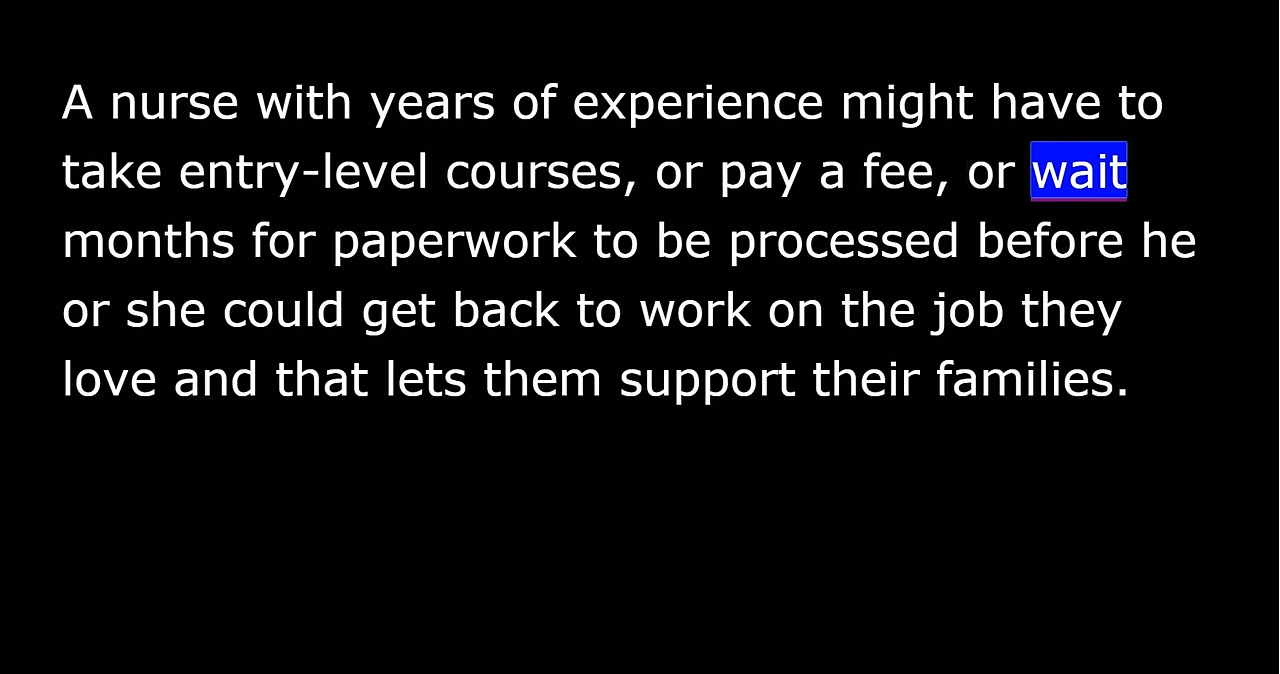 A nurse with years of experience might have to
take entry-level courses, or pay a fee, or wait
months for paperwork to be processed before he
or she could get back to work on the job they
love and that lets them support their families.